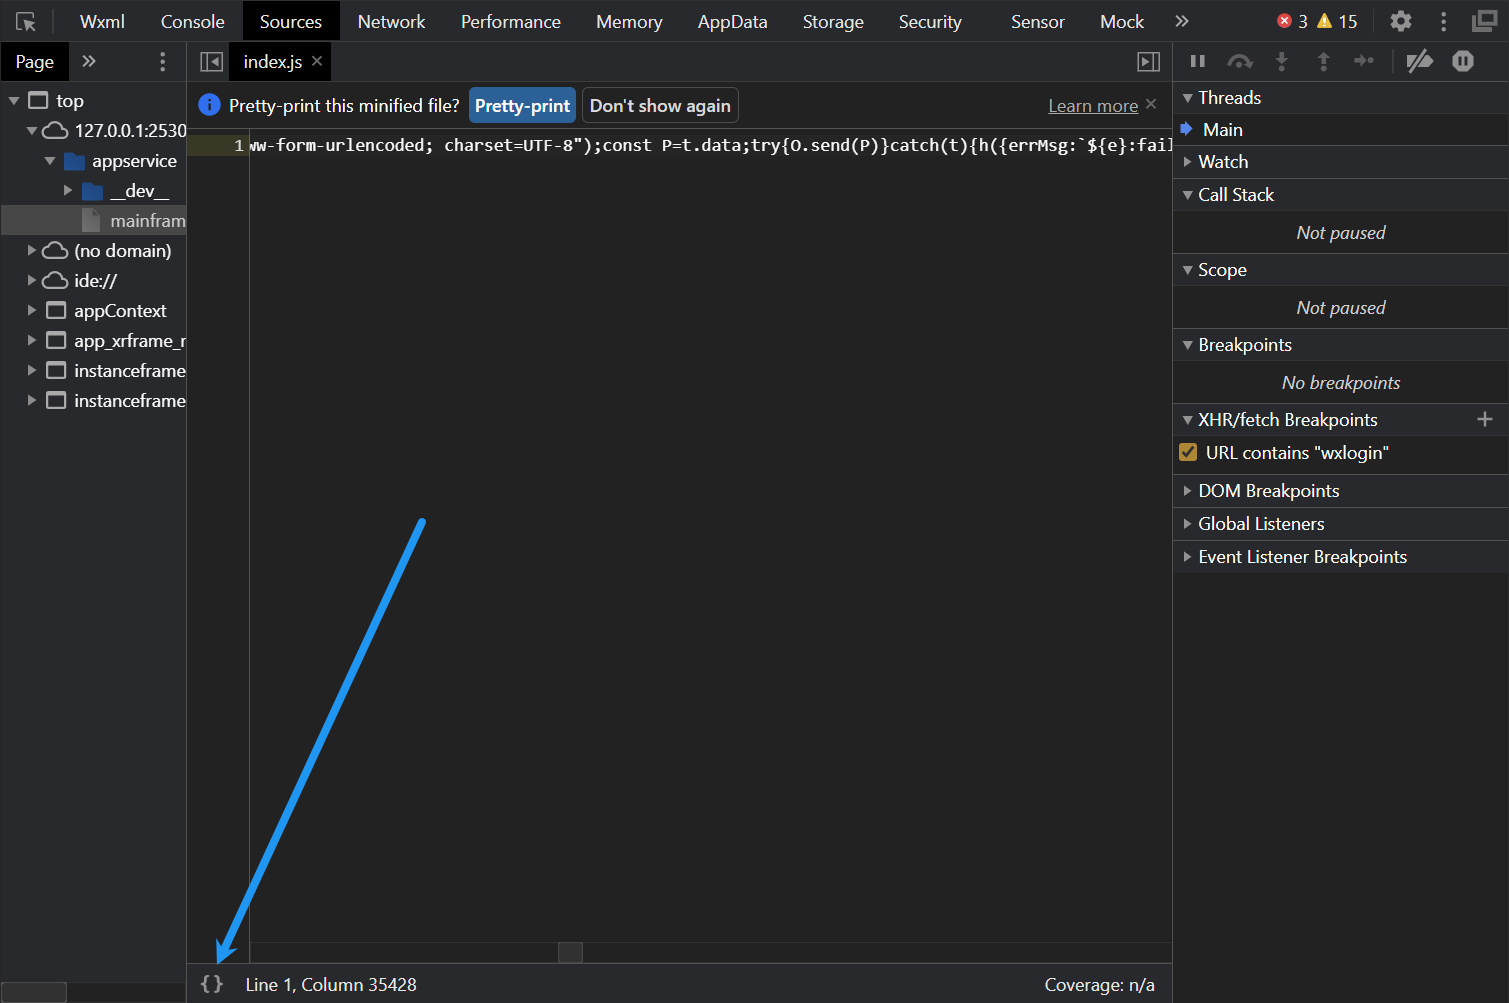 Wxml Console Sources Network Performance Memory AppData Storage Security Sensor Mock » 3 15
Page »
index.js ×
top
127.0.0.1:2530
appservice
__dev__
mainfram
(no domain)
ide://
appContext
app_xrframe_r
instanceframe
instanceframe
Pretty-print this minified file? Pretty-print Don't show again Learn more ×
1 ww-form-urlencoded; charset=UTF-8");const P=t.data;try{O.send(P)}catch(t){h({errMsg:`${e}:fail
{} Line 1, Column 35428 Coverage: n/a
Threads
Main
Watch
Call Stack
Not paused
Scope
Not paused
Breakpoints
No breakpoints
XHR/fetch Breakpoints +
URL contains "wxlogin"
DOM Breakpoints
Global Listeners
Event Listener Breakpoints